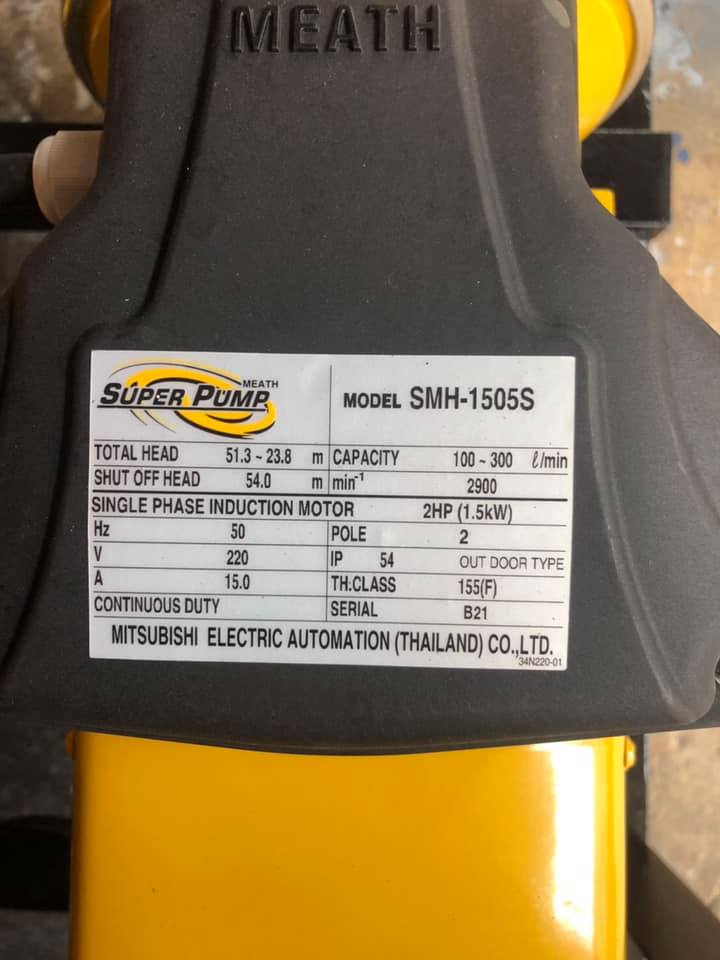 MEATH
MEATH
SUPER PUMP
MODEL SMH-1505S
TOTAL HEAD 51.3 ~ 23.8 m CAPACITY 100 ~ 300 ℓ/min
SHUT OFF HEAD 54.0 m min⁻¹ 2900
SINGLE PHASE INDUCTION MOTOR 2HP (1.5kW)
Hz 50 POLE 2
V 220 IP 54 OUT DOOR TYPE
A 15.0 TH.CLASS 155(F)
CONTINUOUS DUTY SERIAL B21
MITSUBISHI ELECTRIC AUTOMATION (THAILAND) CO.,LTD.
34N220-01